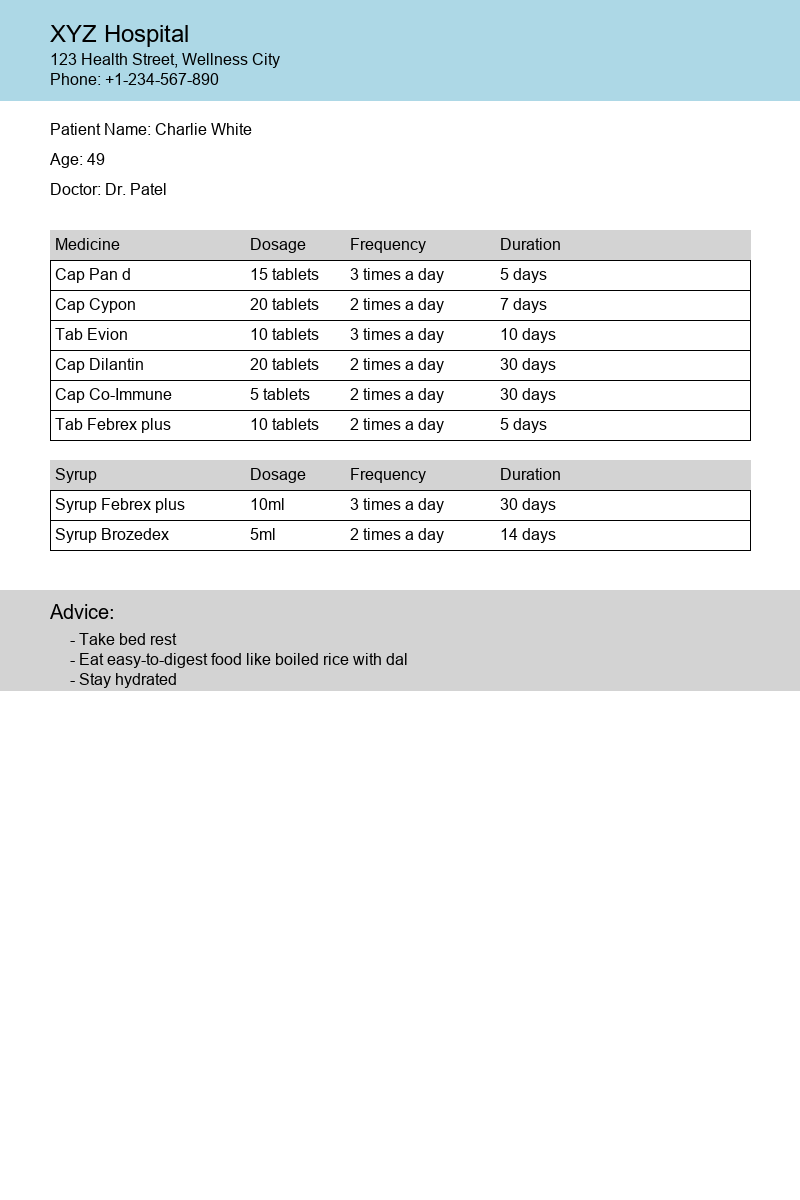 XYZ Hospital
123 Health Street, Wellness City
Phone: +1-234-567-890
Patient Name: Charlie White
Age: 49
Doctor: Dr. Patel
Medicine Dosage Frequency Duration
Cap Pan d 15 tablets 3 times a day 5 days
Cap Cypon 20 tablets 2 times a day 7 days
Tab Evion 10 tablets 3 times a day 10 days
Cap Dilantin 20 tablets 2 times a day 30 days
Cap Co-Immune 5 tablets 2 times a day 30 days
Tab Febrex plus 10 tablets 2 times a day 5 days
Syrup Dosage Frequency Duration
Syrup Febrex plus 10ml 3 times a day 30 days
Syrup Brozedex 5ml 2 times a day 14 days
Advice:
- Take bed rest
- Eat easy-to-digest food like boiled rice with dal
- Stay hydrated